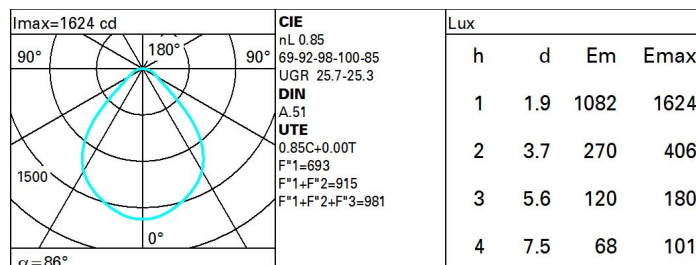 Imax=1624 cd
90° 180° 90°
1500
0°
α=86°
CIE
nL 0.85
69-92-98-100-85
UGR 25.7-25.3
DIN
A.51
UTE
0.85C+0.00T
F"1=693
F"1+F"2=915
F"1+F"2+F"3=981
Lux
h d Em Emax
1 1.9 1082 1624
2 3.7 270 406
3 5.6 120 180
4 7.5 68 101